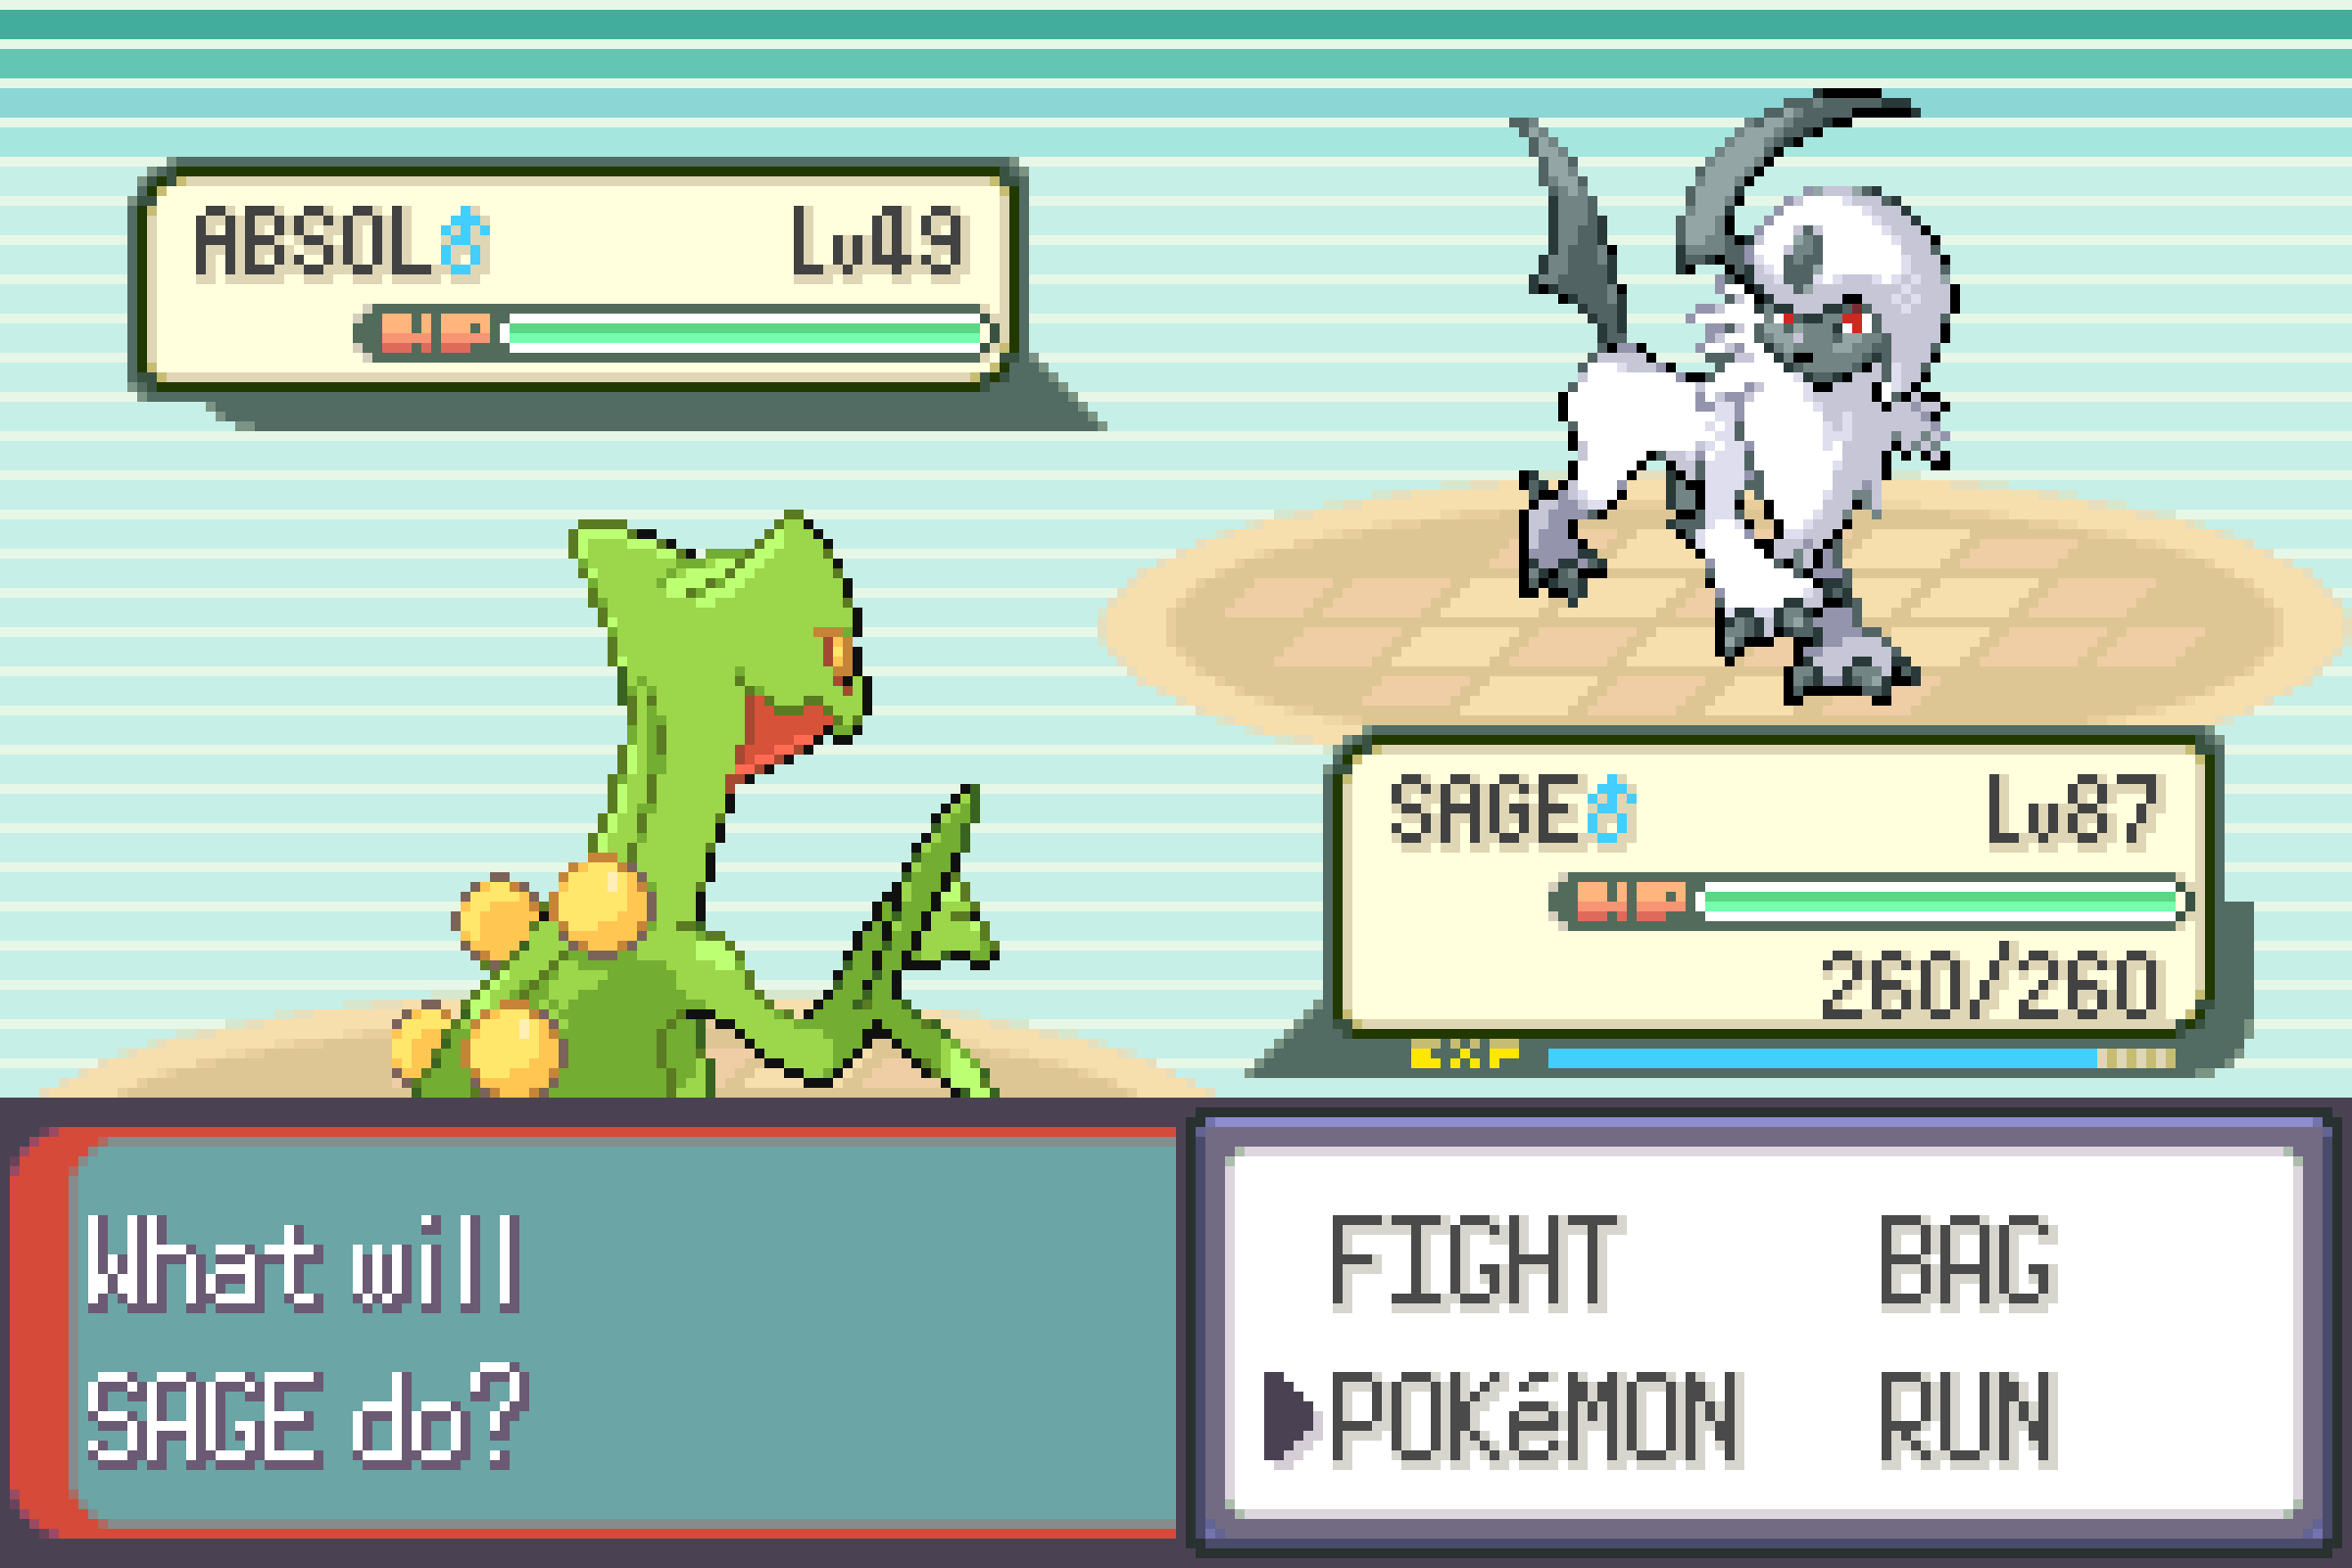 ABSOL♂ Lv49
HP
SAGE♂ Lv87
HP
260/260
EXP
What will
SAGE do?
FIGHT BAG
POKéMON RUN